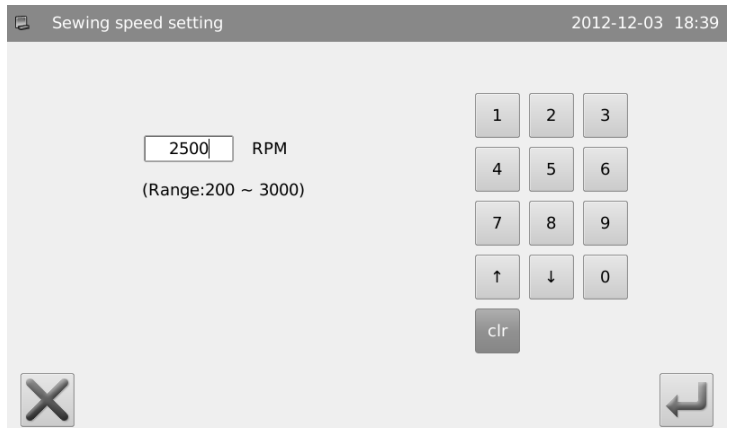 Sewing speed setting 2012-12-03 18:39
2500 RPM
(Range:200 ~ 3000)
1 2 3
4 5 6
7 8 9
↑ ↓ 0
clr